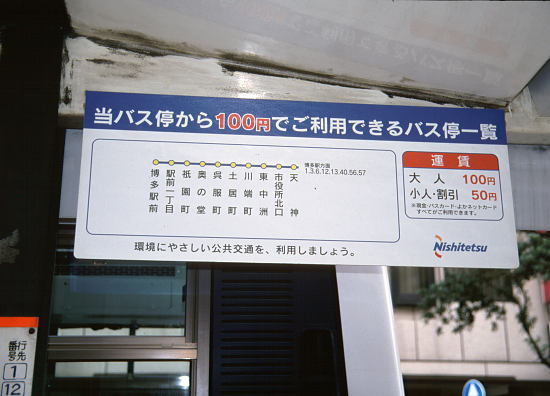 当バス停から100円でご利用できるバス停一覧
博多駅前
駅前一丁目
祇園町
奥の堂
呉服町
土居町
川端町
東中洲
市役所北口
天神
博多駅方面
1.3.6.12.13.40.56.57
運賃
大人 100円
小人・割引 50円
※現金・バスカード・よかネットカード
すべてがご利用できます。
環境にやさしい公共交通を、利用しましょう。
Nishitetsu
行先
番号
1
12